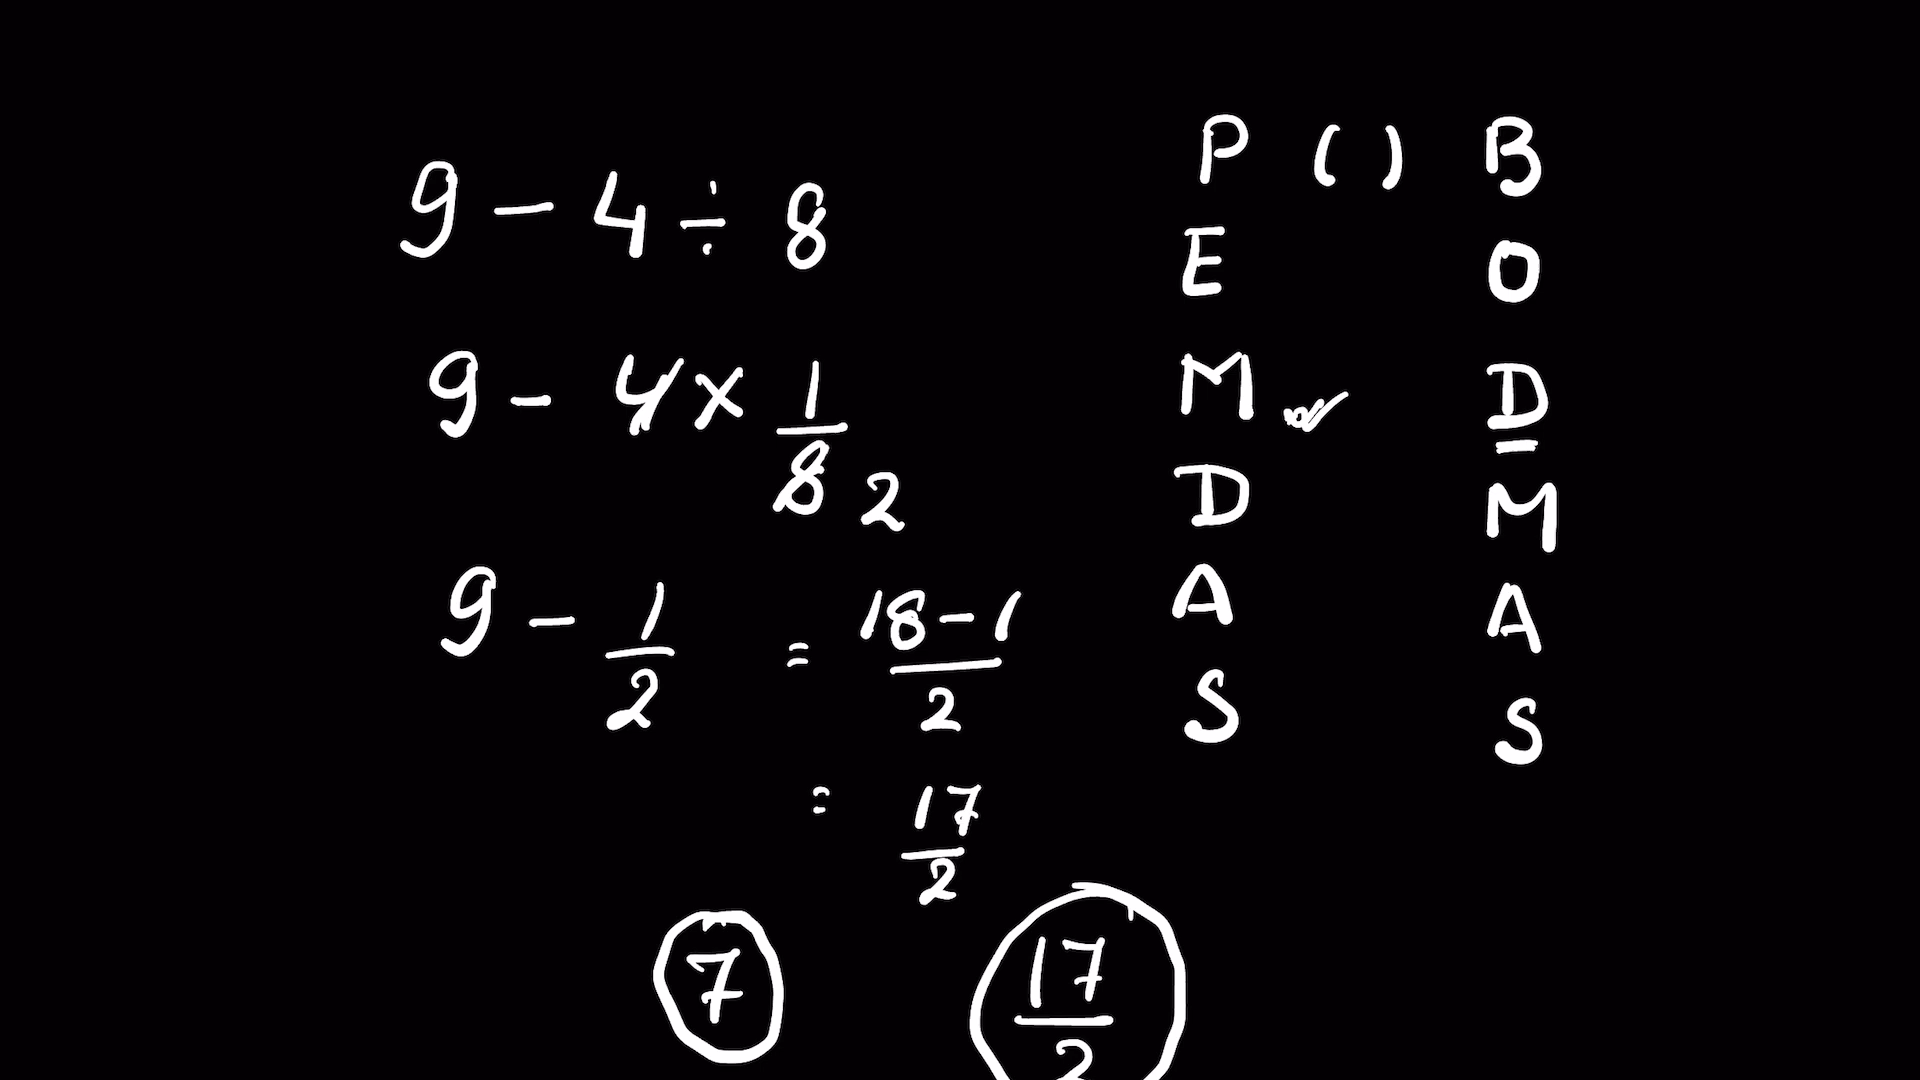 9 - 4 ÷ 8
9 - 4 × 1/8 2
9 - 1/2 = 18-1/2
= 17/2
7
17/2
P ( ) B
E O
M ✓ D
D M
A A
S S